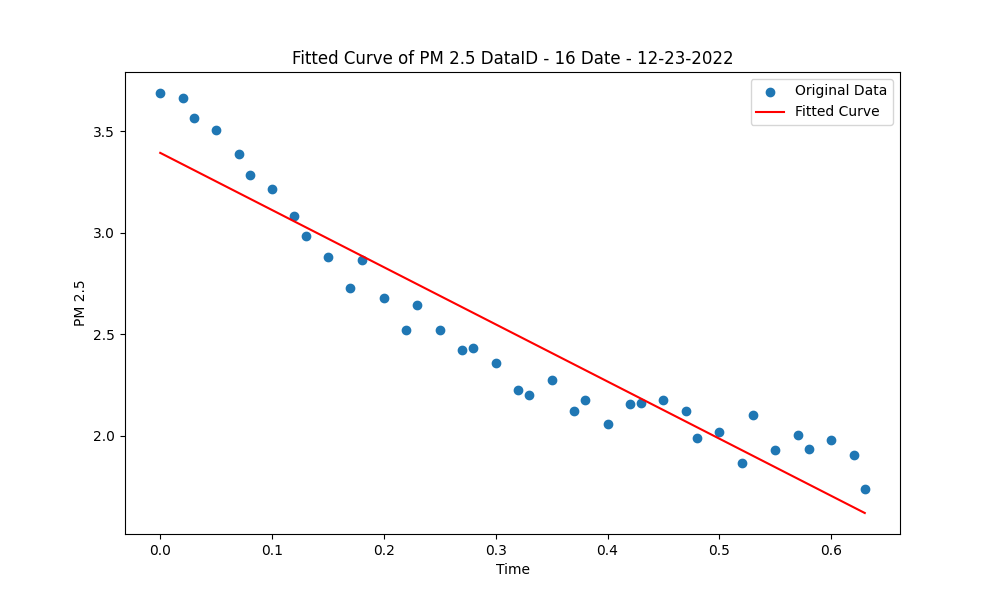 Fitted Curve of PM 2.5 DataID - 16 Date - 12-23-2022
Original Data
Fitted Curve
3.5
3.0
2.5
2.0
PM 2.5
0.0 0.1 0.2 0.3 0.4 0.5 0.6
Time